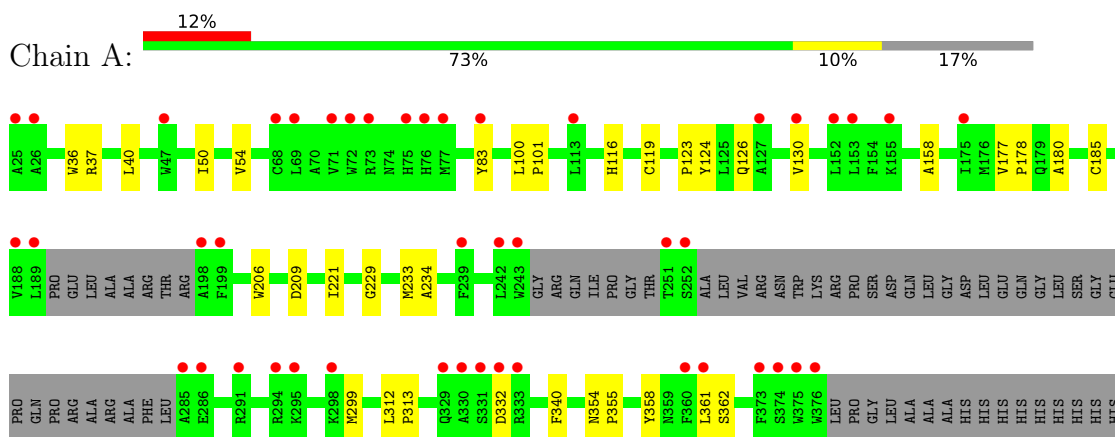 12%
Chain A:
73% 10% 17%
A25 A26 W36 R37 L40 W47 I50 V54 C68 L69 A70 V71 W72 R73 N74 H75 H76 M77 Y83 L100 P101 L113 H116 C119 P123 Y124 L125 Q126 A127 V130 L152 L153 F154 K155 A158 I175 M176 V177 P178 Q179 A180 C185
V188 L189 PRO GLU LEU ALA ALA ARG THR ARG A198 F199 W206 D209 I221 G229 M233 A234 F239 L242 W243 GLY ARG GLN ILE PRO GLY THR T251 S252 ALA LEU VAL ARG ASN TRP LYS ARG PRO SER ASP GLN LEU GLY ASP LEU GLU GLN GLY LEU SER GLY GLU
PRO GLN PRO ARG ALA ARG ALA PHE LEU A285 E286 R291 R294 K295 K298 M299 L312 P313 Q329 A330 S331 D332 R333 F340 N354 P355 Y358 N359 F360 L361 S362 F373 S374 W375 W376 LEU PRO GLY LEU ALA ALA ALA HIS HIS HIS HIS HIS HIS HIS HIS